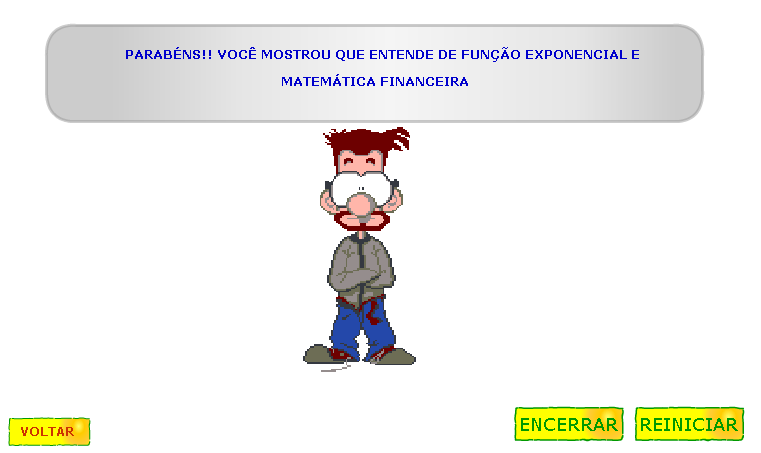 PARABÉNS!! VOCÊ MOSTROU QUE ENTENDE DE FUNÇÃO EXPONENCIAL E
MATEMÁTICA FINANCEIRA
VOLTAR
ENCERRAR
REINICIAR